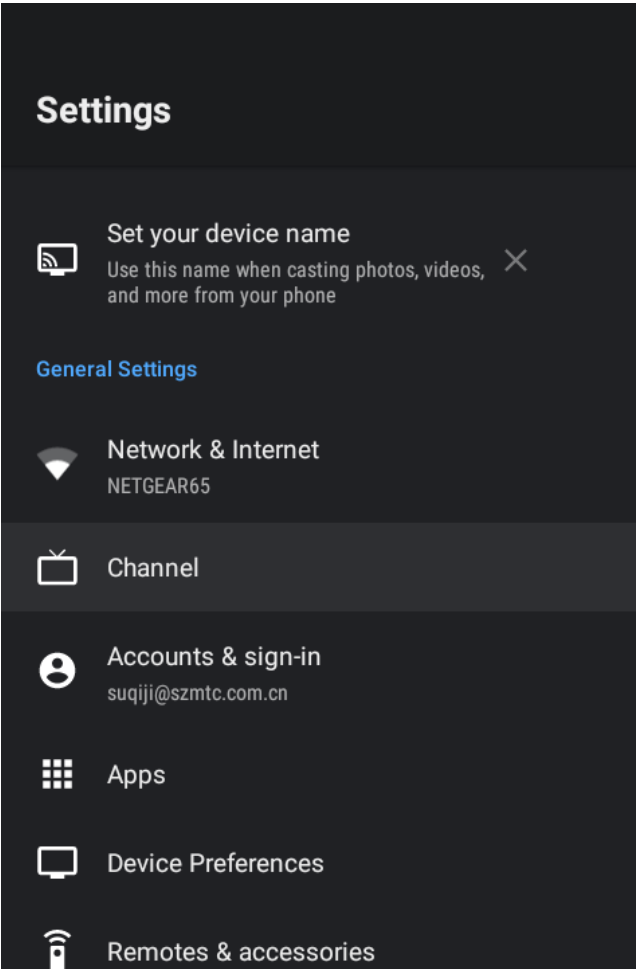 Settings
Set your device name
Use this name when casting photos, videos,
and more from your phone
General Settings
Network & Internet
NETGEAR65
Channel
Accounts & sign-in
suqiji@szmtc.com.cn
Apps
Device Preferences
Remotes & accessories